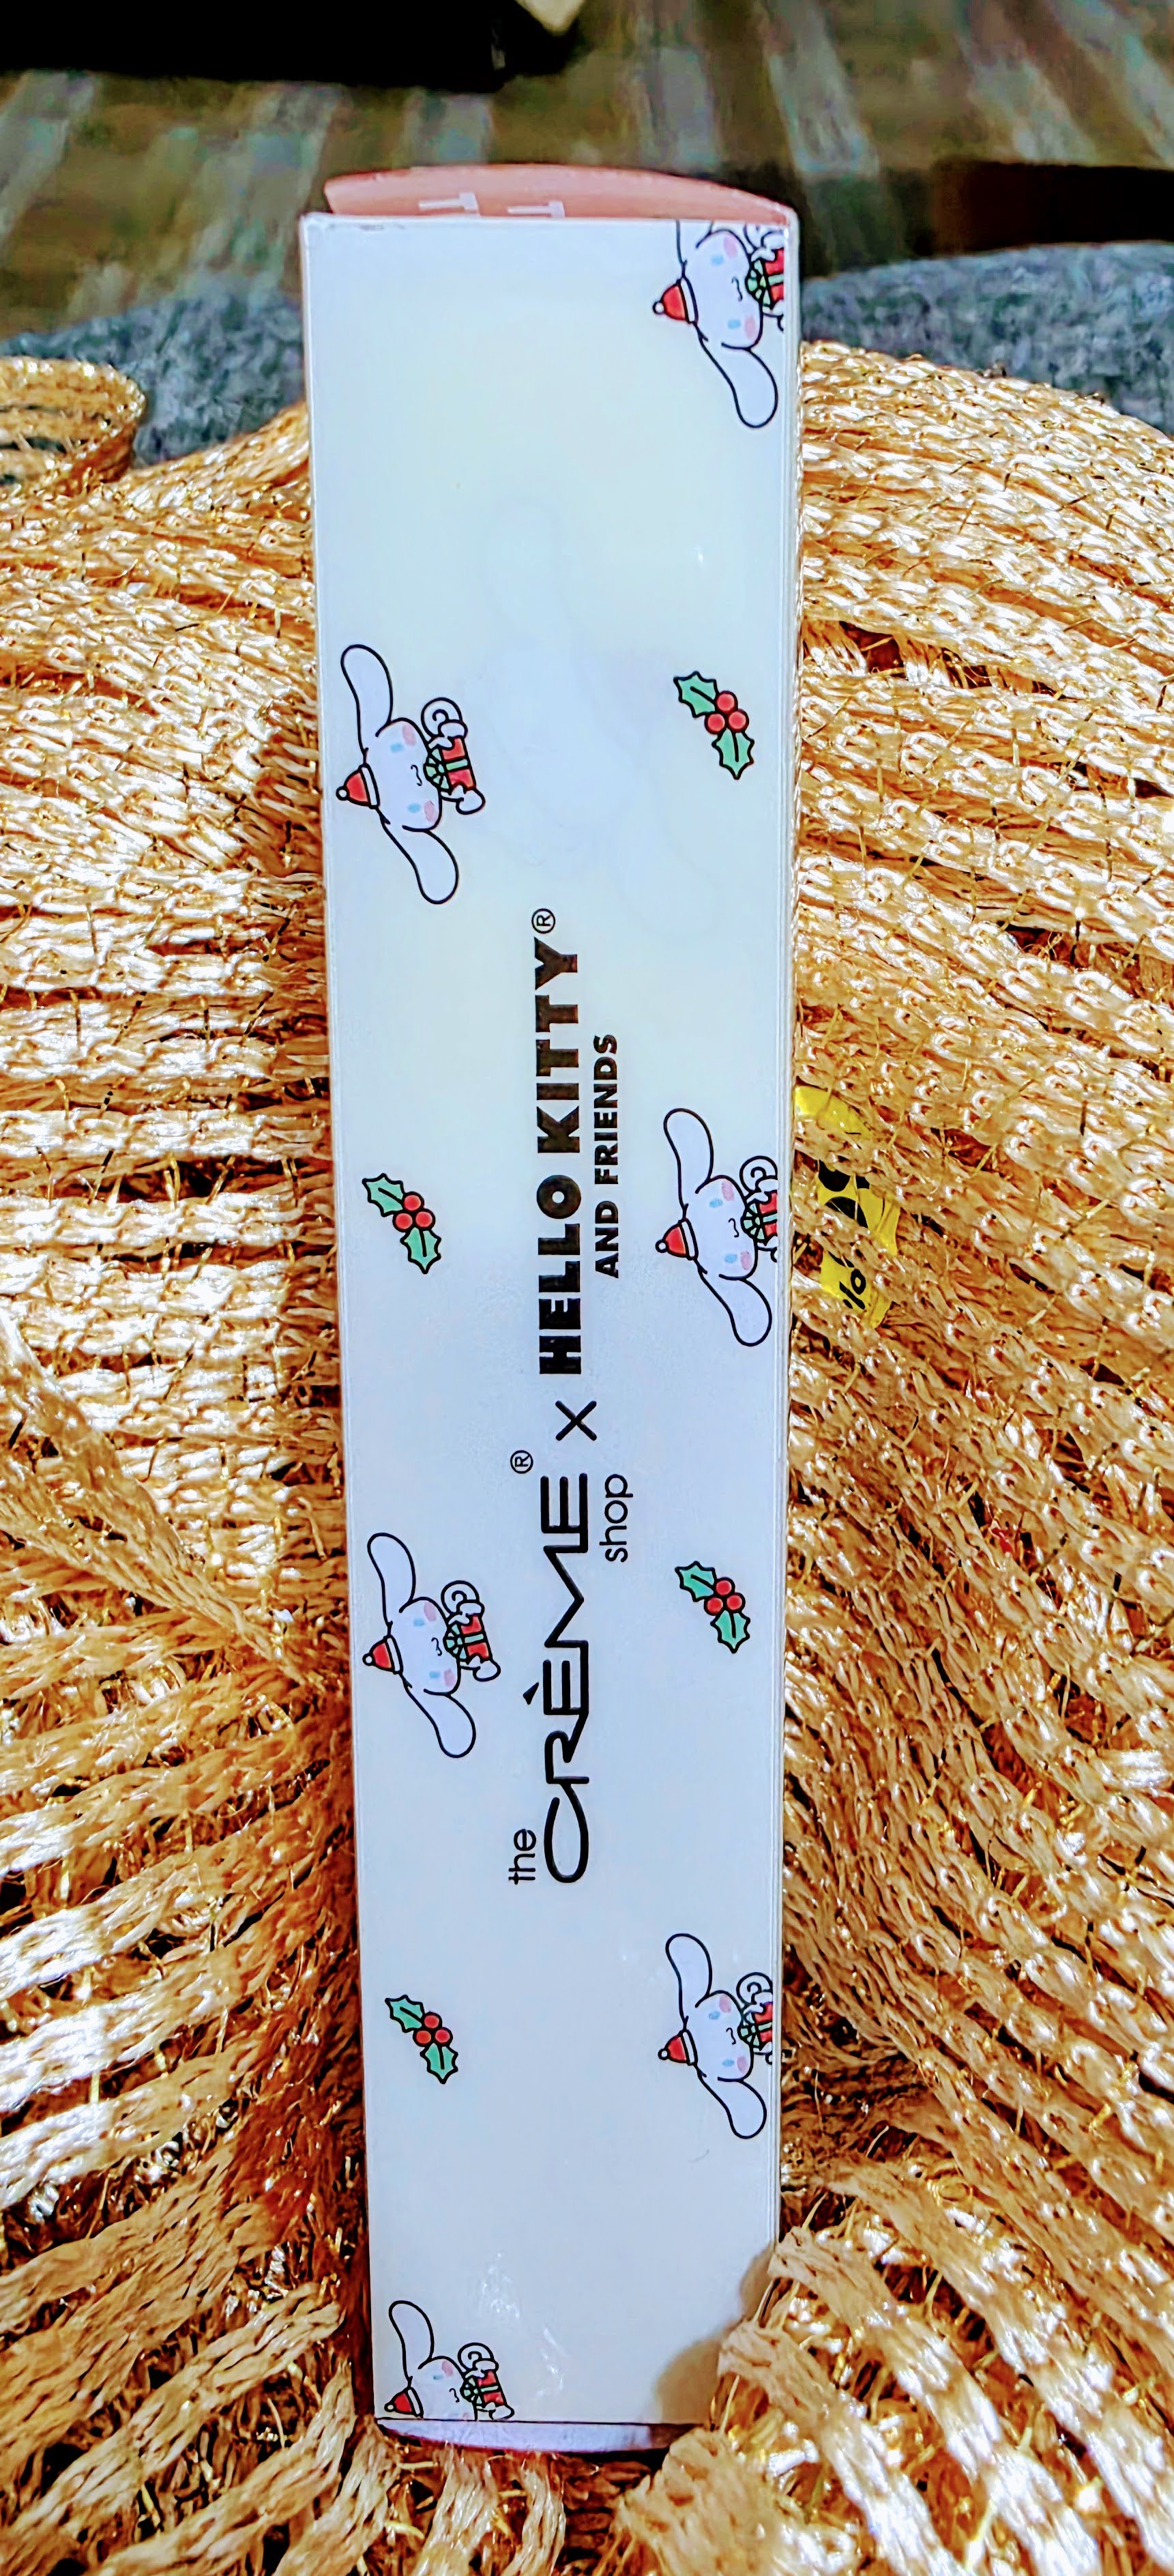 the
CRÈME® x HELLO KITTY®
shop
AND FRIENDS
%